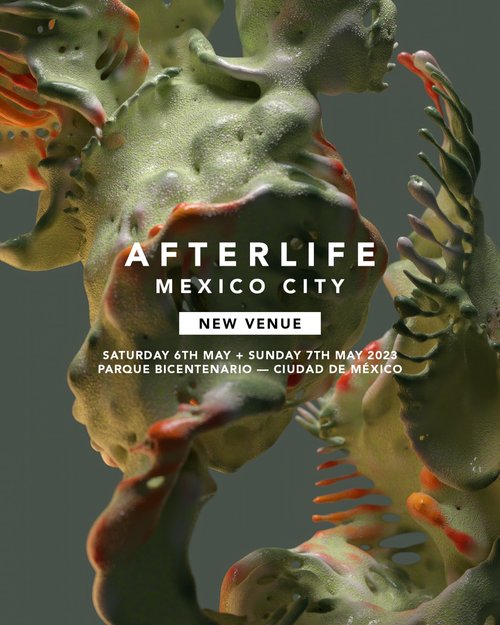 AFTERLIFE
MEXICO CITY
NEW VENUE
SATURDAY 6TH MAY + SUNDAY 7TH MAY 2023
PARQUE BICENTENARIO — CIUDAD DE MÉXICO